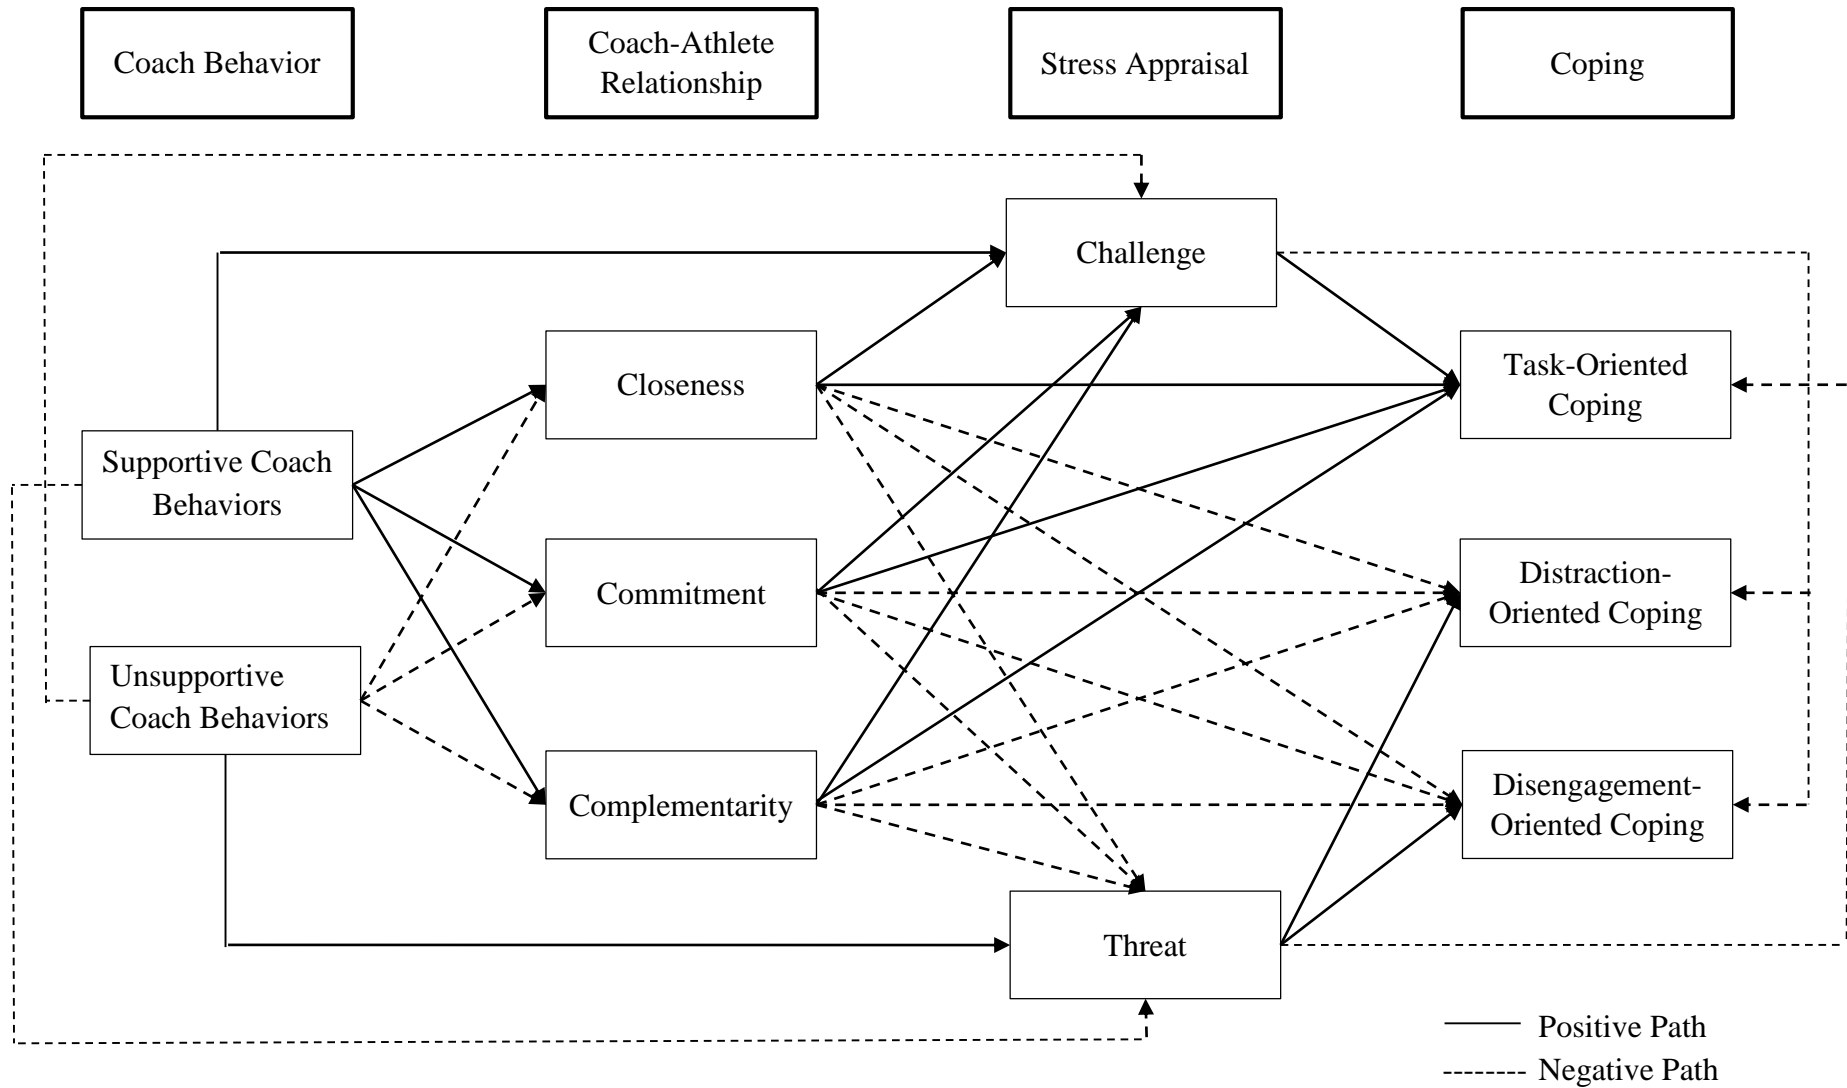 Coach Behavior
Coach-Athlete
Relationship
Stress Appraisal
Coping
Challenge
Closeness
Task-Oriented
Coping
Supportive Coach
Behaviors
Commitment
Distraction-
Oriented Coping
Unsupportive
Coach Behaviors
Complementarity
Disengagement-
Oriented Coping
Threat
Positive Path
Negative Path